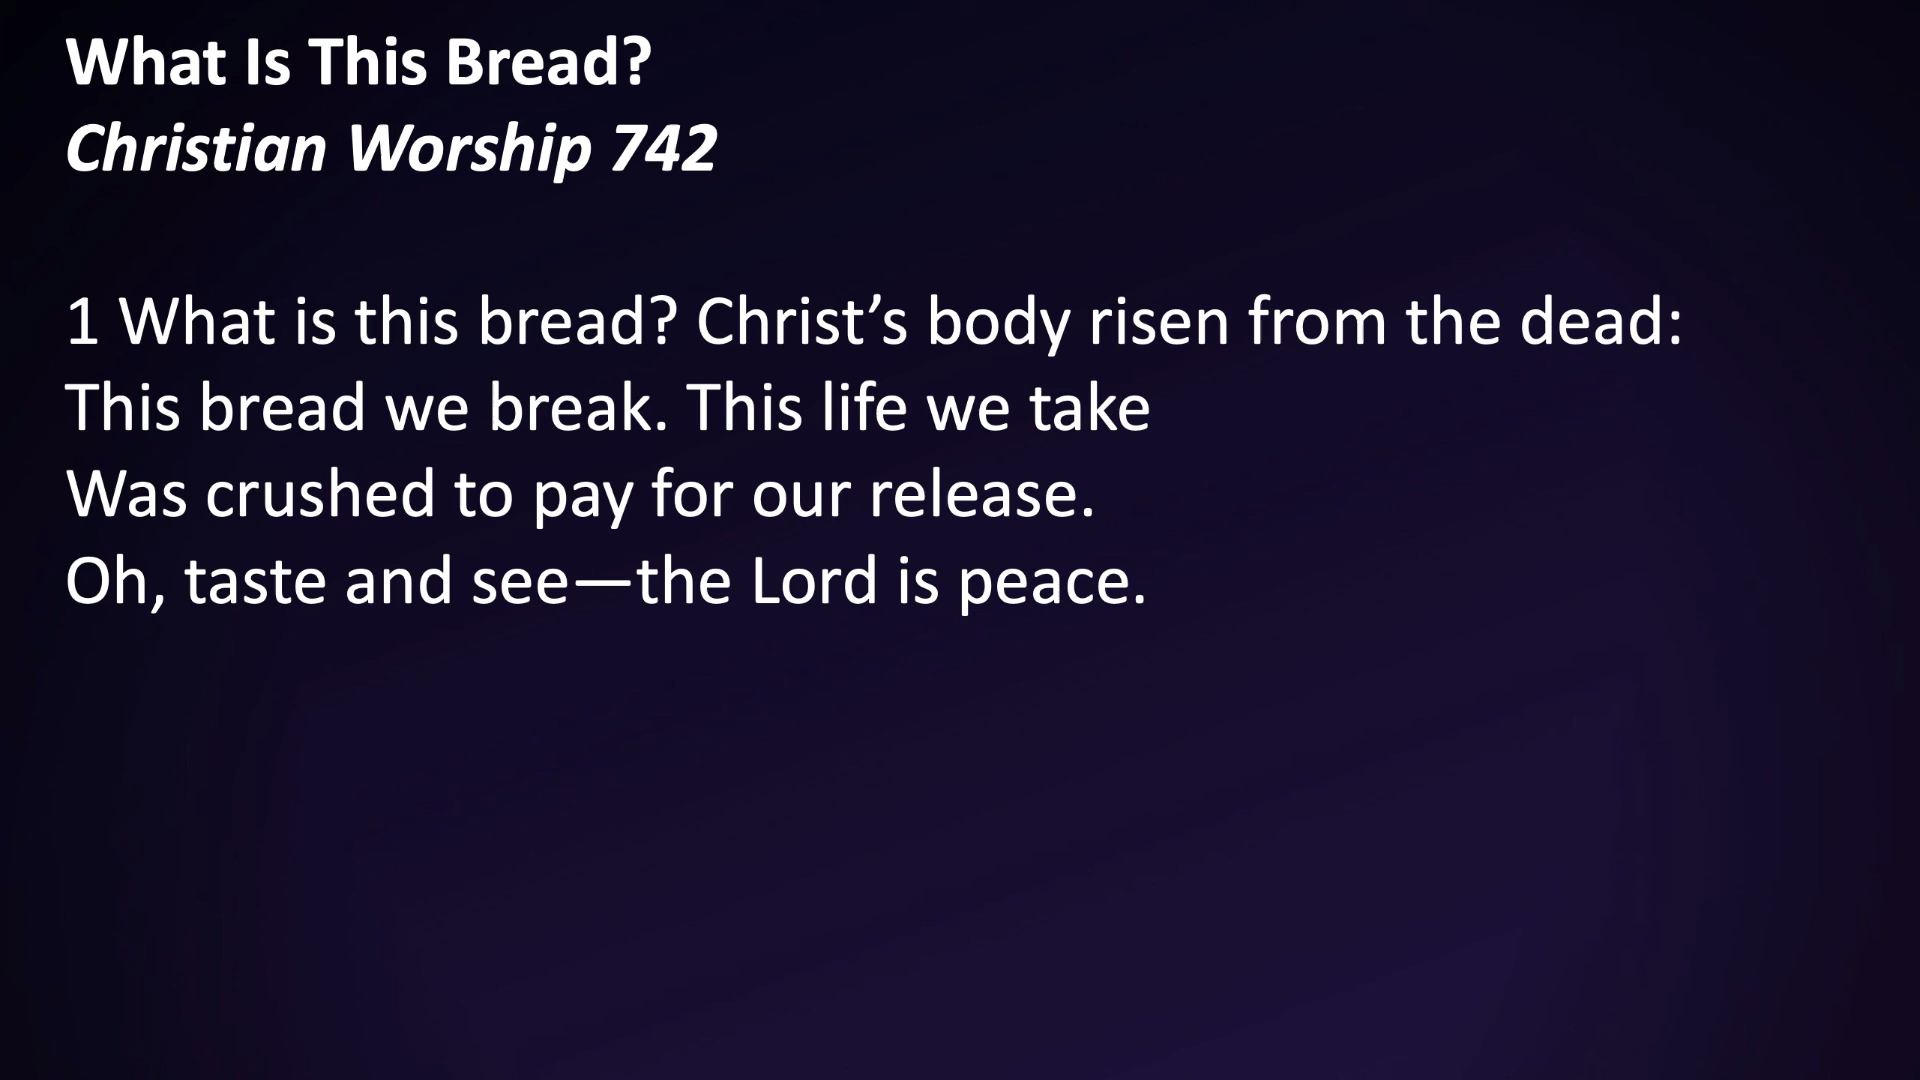 What Is This Bread?
Christian Worship 742
1 What is this bread? Christ’s body risen from the dead:
This bread we break. This life we take
Was crushed to pay for our release.
Oh, taste and see—the Lord is peace.